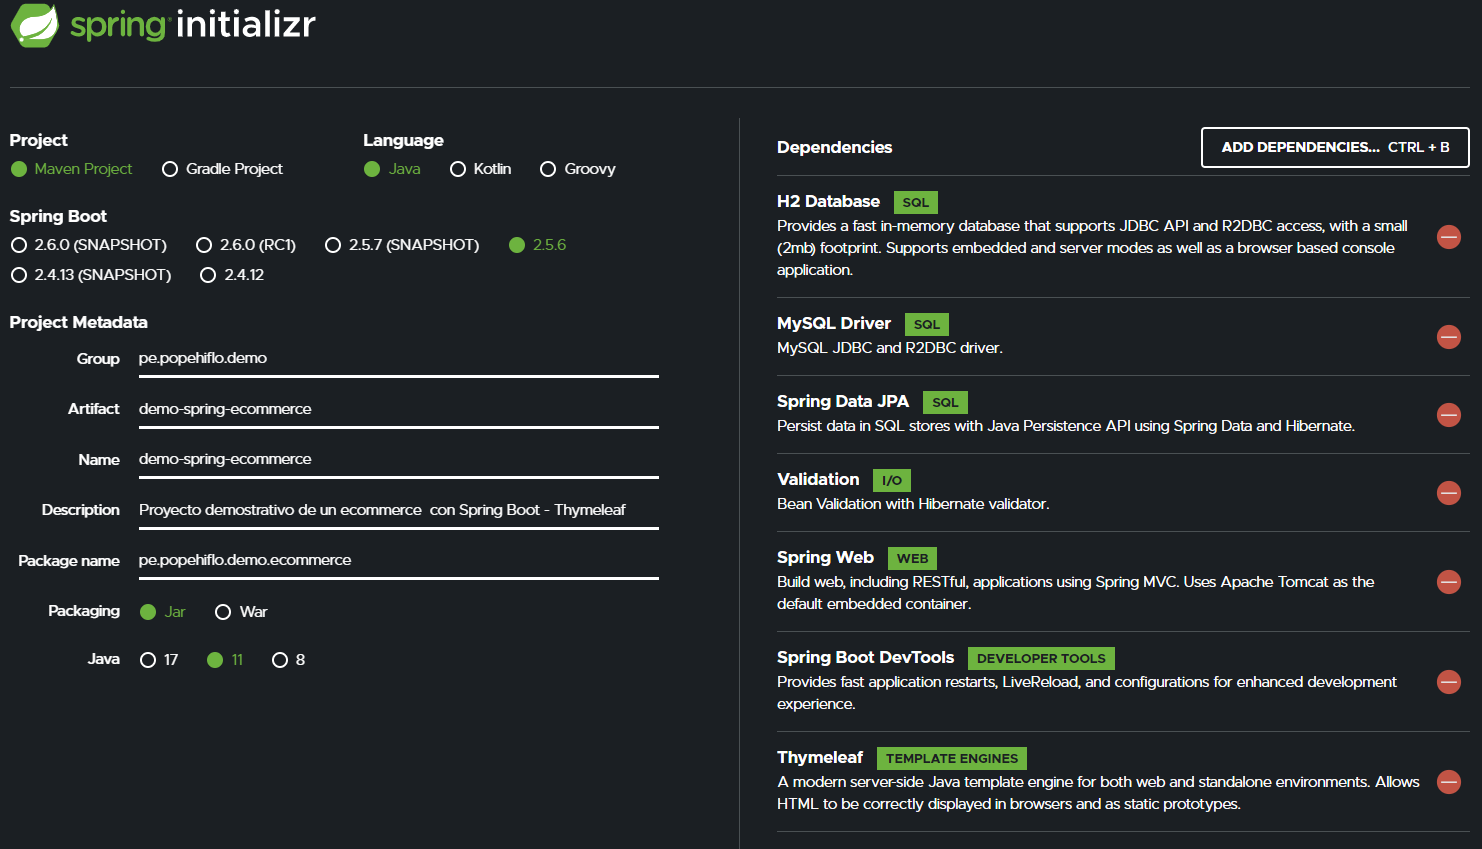 spring initializr
Project
Maven Project Gradle Project
Language
Java Kotlin Groovy
Spring Boot
2.6.0 (SNAPSHOT) 2.6.0 (RC1) 2.5.7 (SNAPSHOT) 2.5.6
2.4.13 (SNAPSHOT) 2.4.12
Project Metadata
Group pe.popehiflo.demo
Artifact demo-spring-ecommerce
Name demo-spring-ecommerce
Description Proyecto demostrativo de un ecommerce  con Spring Boot - Thymeleaf
Package name pe.popehiflo.demo.ecommerce
Packaging Jar War
Java 17 11 8
Dependencies
ADD DEPENDENCIES... CTRL + B
H2 Database SQL
Provides a fast in-memory database that supports JDBC API and R2DBC access, with a small
(2mb) footprint. Supports embedded and server modes as well as a browser based console
application.
MySQL Driver SQL
MySQL JDBC and R2DBC driver.
Spring Data JPA SQL
Persist data in SQL stores with Java Persistence API using Spring Data and Hibernate.
Validation I/O
Bean Validation with Hibernate validator.
Spring Web WEB
Build web, including RESTful, applications using Spring MVC. Uses Apache Tomcat as the
default embedded container.
Spring Boot DevTools DEVELOPER TOOLS
Provides fast application restarts, LiveReload, and configurations for enhanced development
experience.
Thymeleaf TEMPLATE ENGINES
A modern server-side Java template engine for both web and standalone environments. Allows
HTML to be correctly displayed in browsers and as static prototypes.